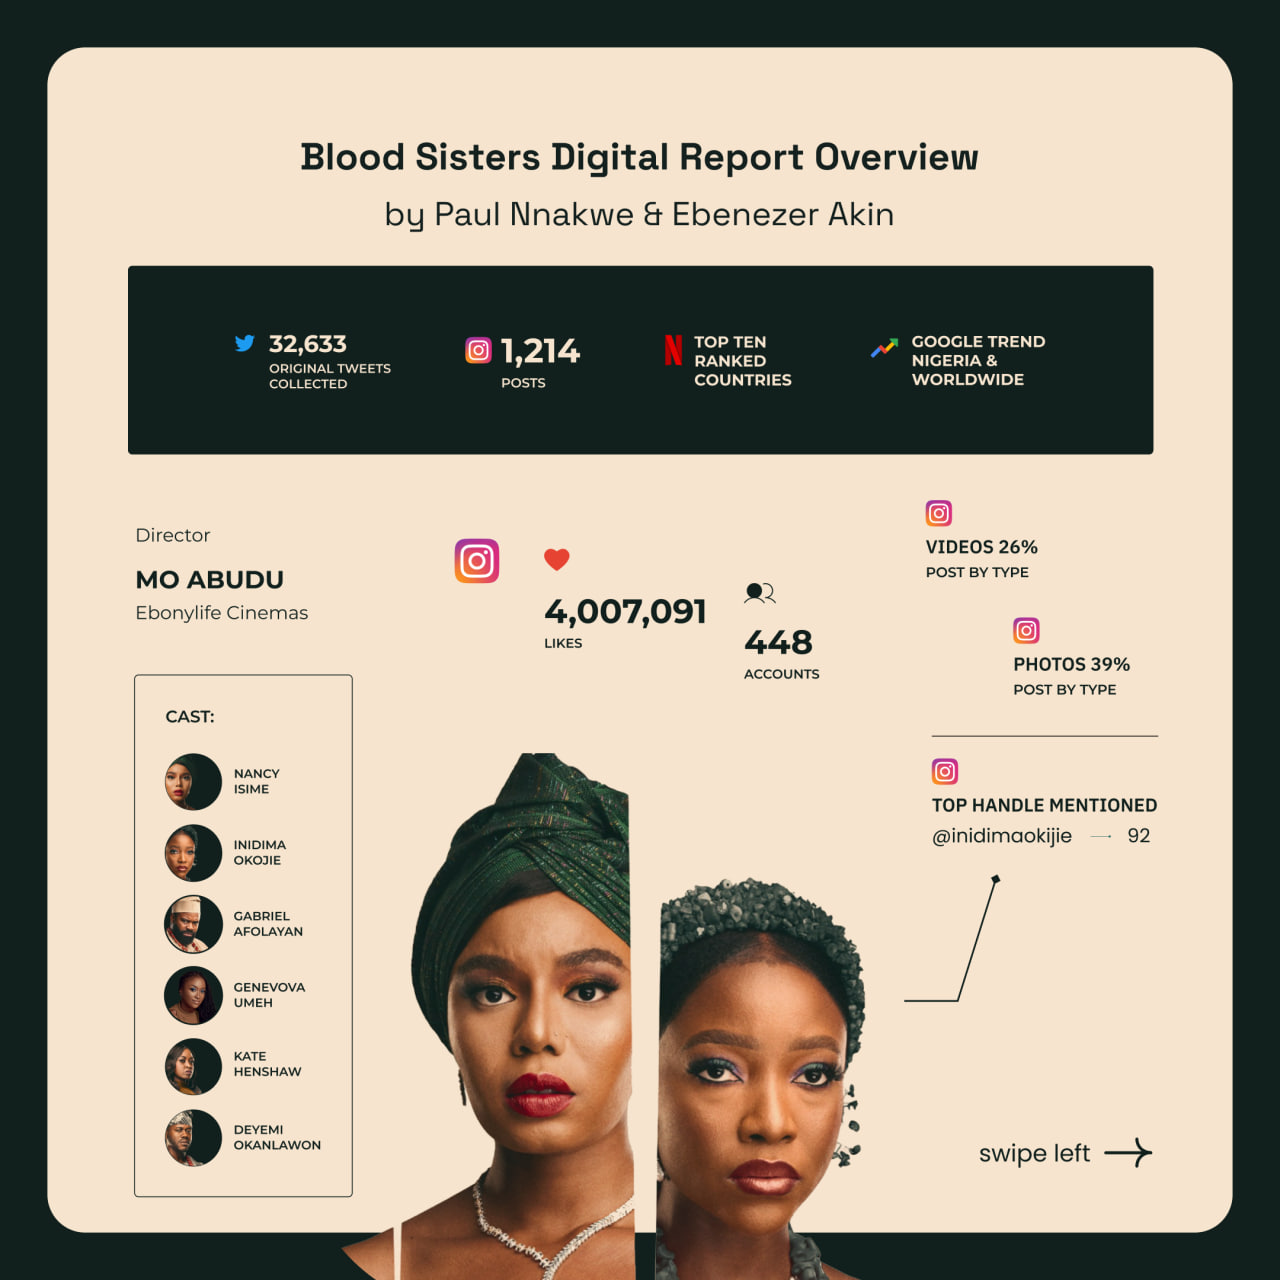 Blood Sisters Digital Report Overview
by Paul Nnakwe & Ebenezer Akin
32,633
ORIGINAL TWEETS
COLLECTED
1,214
POSTS
TOP TEN
RANKED
COUNTRIES
GOOGLE TREND
NIGERIA &
WORLDWIDE
Director
MO ABUDU
Ebonylife Cinemas
4,007,091
LIKES
448
ACCOUNTS
VIDEOS 26%
POST BY TYPE
PHOTOS 39%
POST BY TYPE
TOP HANDLE MENTIONED
@inidimaokijie → 92
CAST:
NANCY
ISIME
INIDIMA
OKOJIE
GABRIEL
AFOLAYAN
GENEVOVA
UMEH
KATE
HENSHAW
DEYEMI
OKANLAWON
swipe left